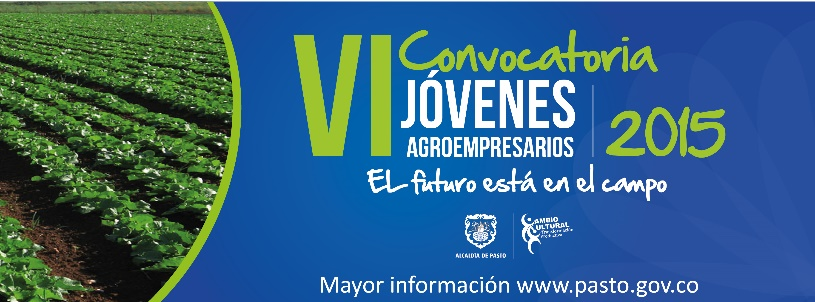 VI Convocatoria
JÓVENES
AGROEMPRESARIOS
2015
EL futuro está en el campo
ALCALDÍA DE PASTO
CAMBIO
CULTURAL
Mayor información www.pasto.gov.co